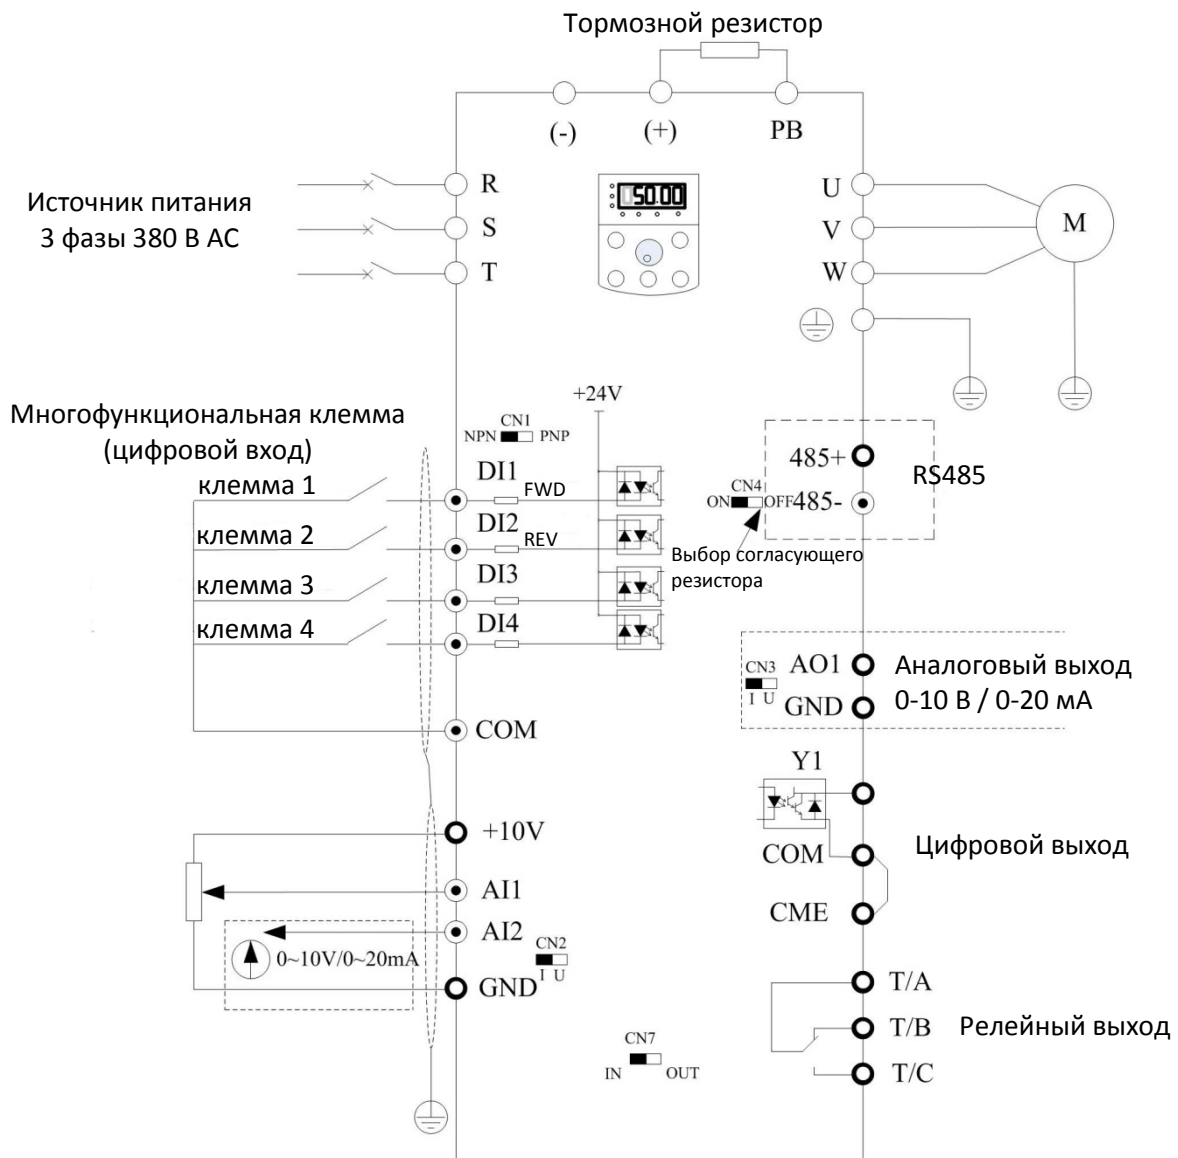 Тормозной резистор
(-)
(+)
PB
Источник питания
3 фазы 380 В AC
R
S
T
50.00
U
V
W
M
+24V
Многофункциональная клемма
(цифровой вход)
CN1
NPN
PNP
клемма 1
DI1
FWD
клемма 2
DI2
REV
клемма 3
DI3
клемма 4
DI4
COM
485+
RS485
CN4
ON
OFF
485-
Выбор согласующего
резистора
CN3
I U
AO1
GND
Аналоговый выход
0-10 В / 0-20 мА
Y1
COM
CME
Цифровой выход
+10V
AI1
AI2
0~10V/0~20mA
CN2
I U
GND
T/A
T/B
T/C
Релейный выход
CN7
IN
OUT